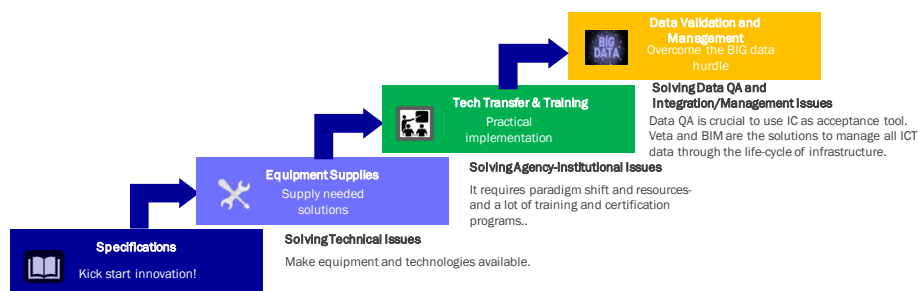 Specifications
Kick start innovation!
Equipment Supplies
Supply needed
solutions
Solving Technical Issues
Make equipment and technologies available.
Tech Transfer & Training
Practical
implementation
Solving Agency-Institutional Issues
It requires paradigm shift and resources-
and a lot of training and certification
programs..
BIG
DATA
Data Validation and
Management
Overcome the BIG data
hurdle
Solving Data QA and
Integration/Management Issues
Data QA is crucial to use IC as acceptance tool.
Veta and BIM are the solutions to manage all ICT
data through the life-cycle of infrastructure.